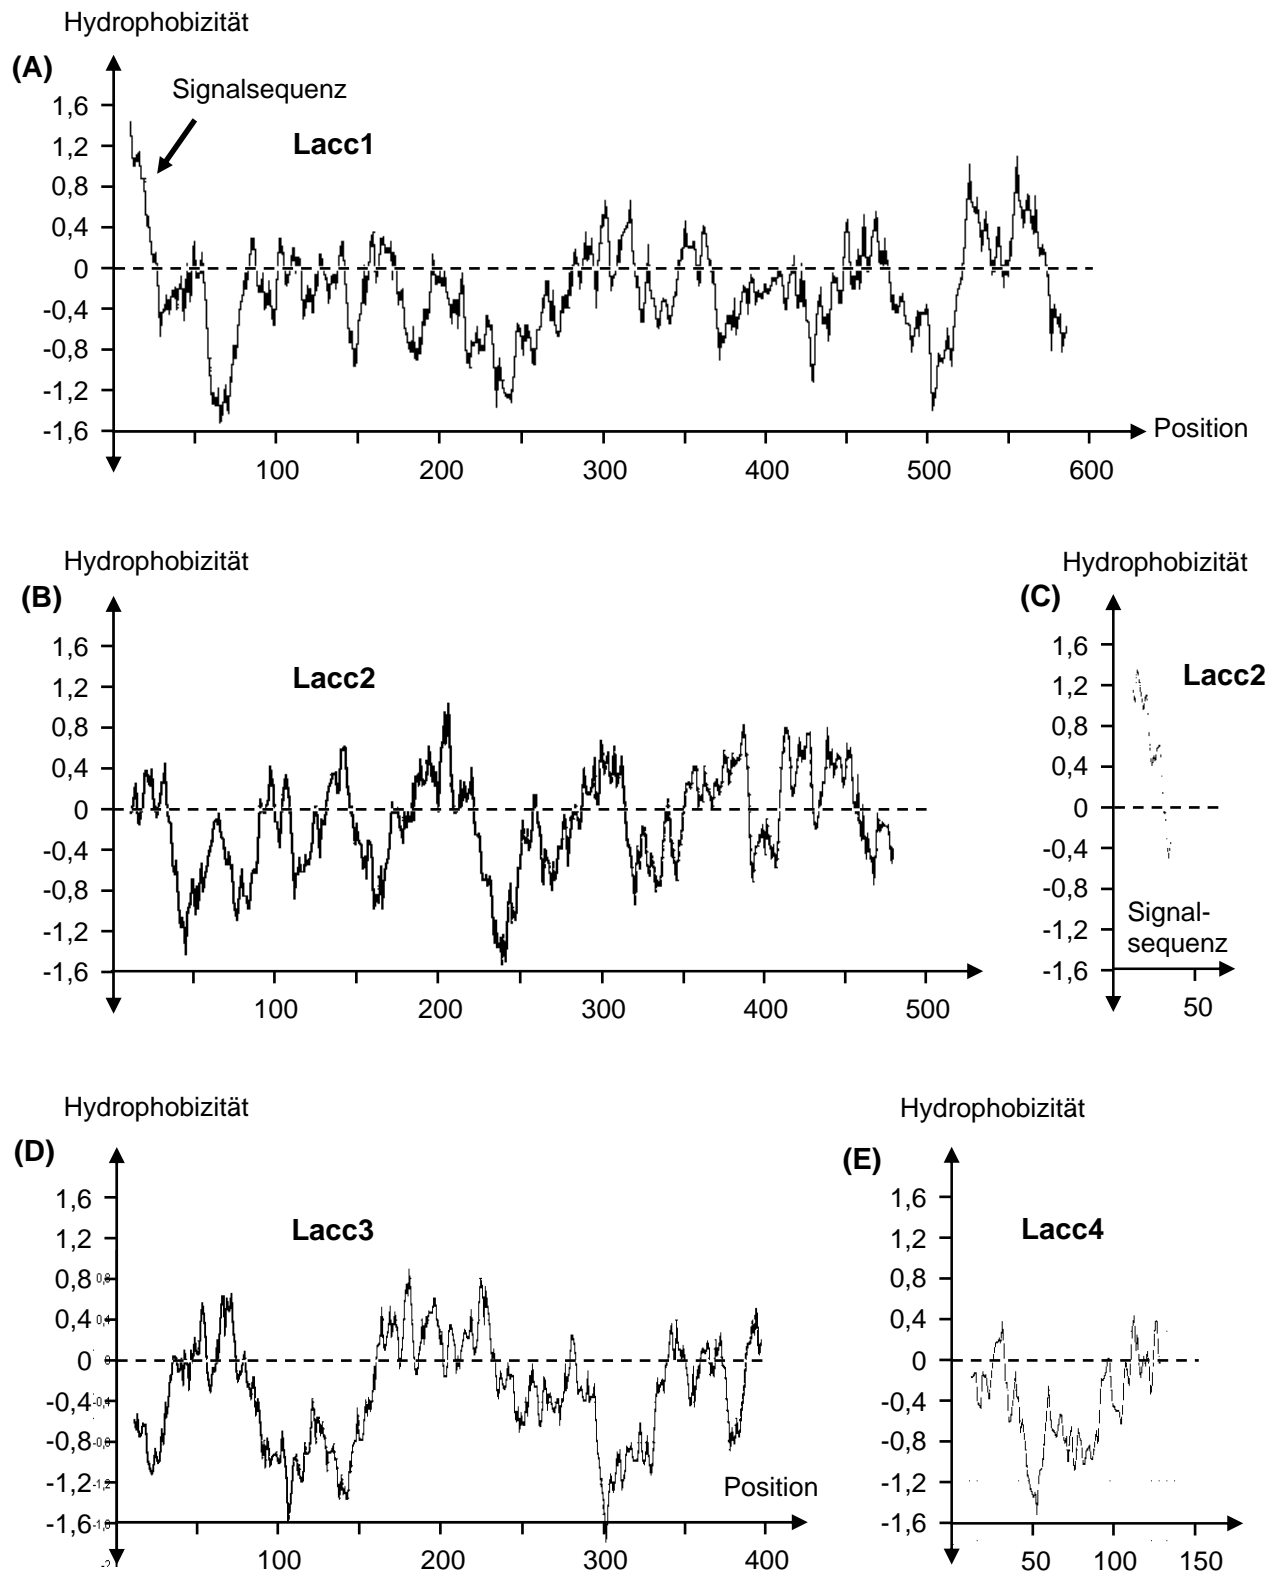 Hydrophobizität
(A)
Signalsequenz
Lacc1
1,6
1,2
0,8
0,4
0
-0,4
-0,8
-1,2
-1,6
Position
100 200 300 400 500 600
Hydrophobizität
(B)
Lacc2
1,6
1,2
0,8
0,4
0
-0,4
-0,8
-1,2
-1,6
100 200 300 400 500
Hydrophobizität
(C)
Lacc2
1,6
1,2
0,8
0,4
0
-0,4
-0,8
-1,2
-1,6
Signal-
sequenz
50
Hydrophobizität
(D)
Lacc3
1,6
1,2
0,8
0,4
0
-0,4
-0,8
-1,2
-1,6
Position
100 200 300 400
Hydrophobizität
(E)
Lacc4
1,6
1,2
0,8
0,4
0
-0,4
-0,8
-1,2
-1,6
50 100 150